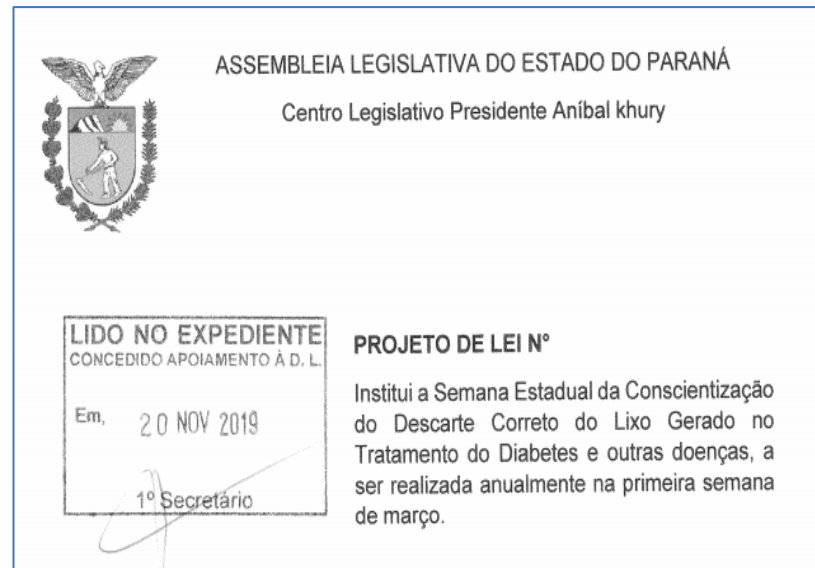 ASSEMBLEIA LEGISLATIVA DO ESTADO DO PARANÁ
Centro Legislativo Presidente Aníbal khury
LIDO NO EXPEDIENTE
CONCEDIDO APOIAMENTO À D. L.
Em, 20 NOV 2019
1º Secretário
PROJETO DE LEI Nº
Institui a Semana Estadual da Conscientização
do Descarte Correto do Lixo Gerado no
Tratamento do Diabetes e outras doenças, a
ser realizada anualmente na primeira semana
de março.